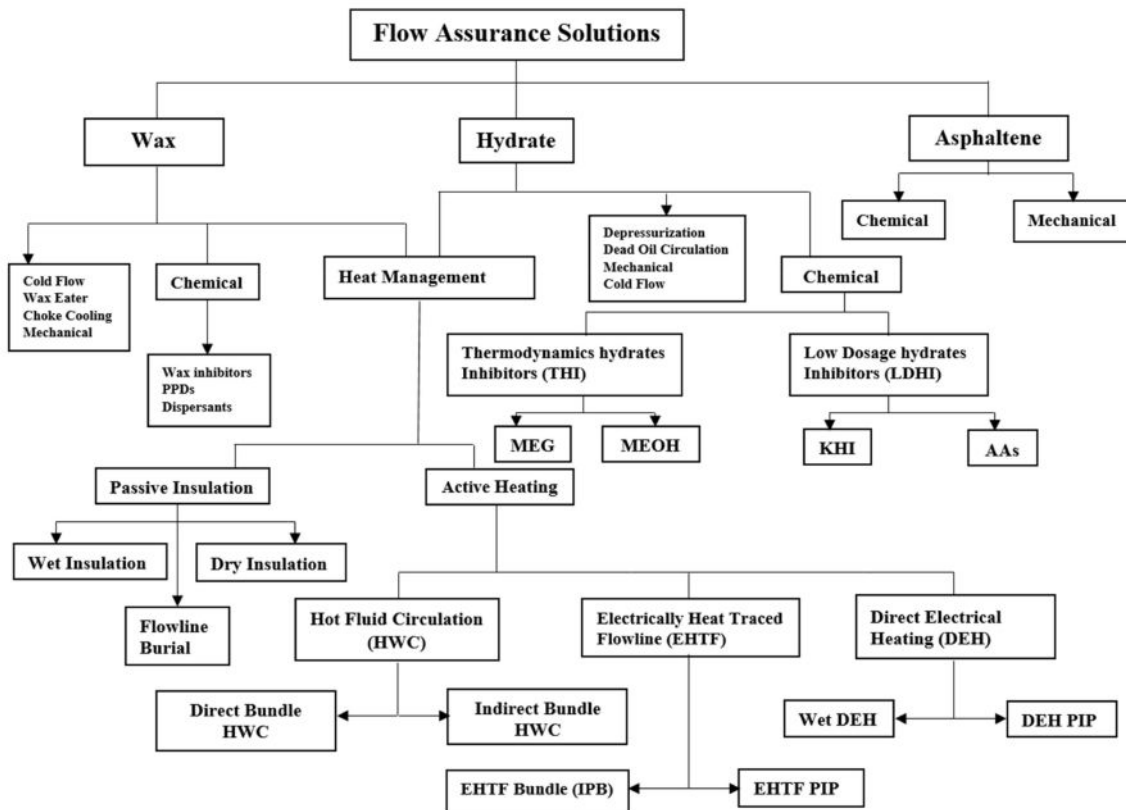 Flow Assurance Solutions
Wax
Hydrate
Asphaltene
Cold Flow
Wax Eater
Choke Cooling
Mechanical
Chemical
Heat Management
Depressurization
Dead Oil Circulation
Mechanical
Cold Flow
Chemical
Chemical
Mechanical
Wax inhibitors
PPDs
Dispersants
Thermodynamics hydrates
Inhibitors (THI)
Low Dosage hydrates
Inhibitors (LDHI)
MEG
MEOH
KHI
AAs
Passive Insulation
Active Heating
Wet Insulation
Dry Insulation
Flowline
Burial
Hot Fluid Circulation
(HWC)
Electrically Heat Traced
Flowline (EHTF)
Direct Electrical
Heating (DEH)
Direct Bundle
HWC
Indirect Bundle
HWC
Wet DEH
DEH PIP
EHTF Bundle (IPB)
EHTF PIP